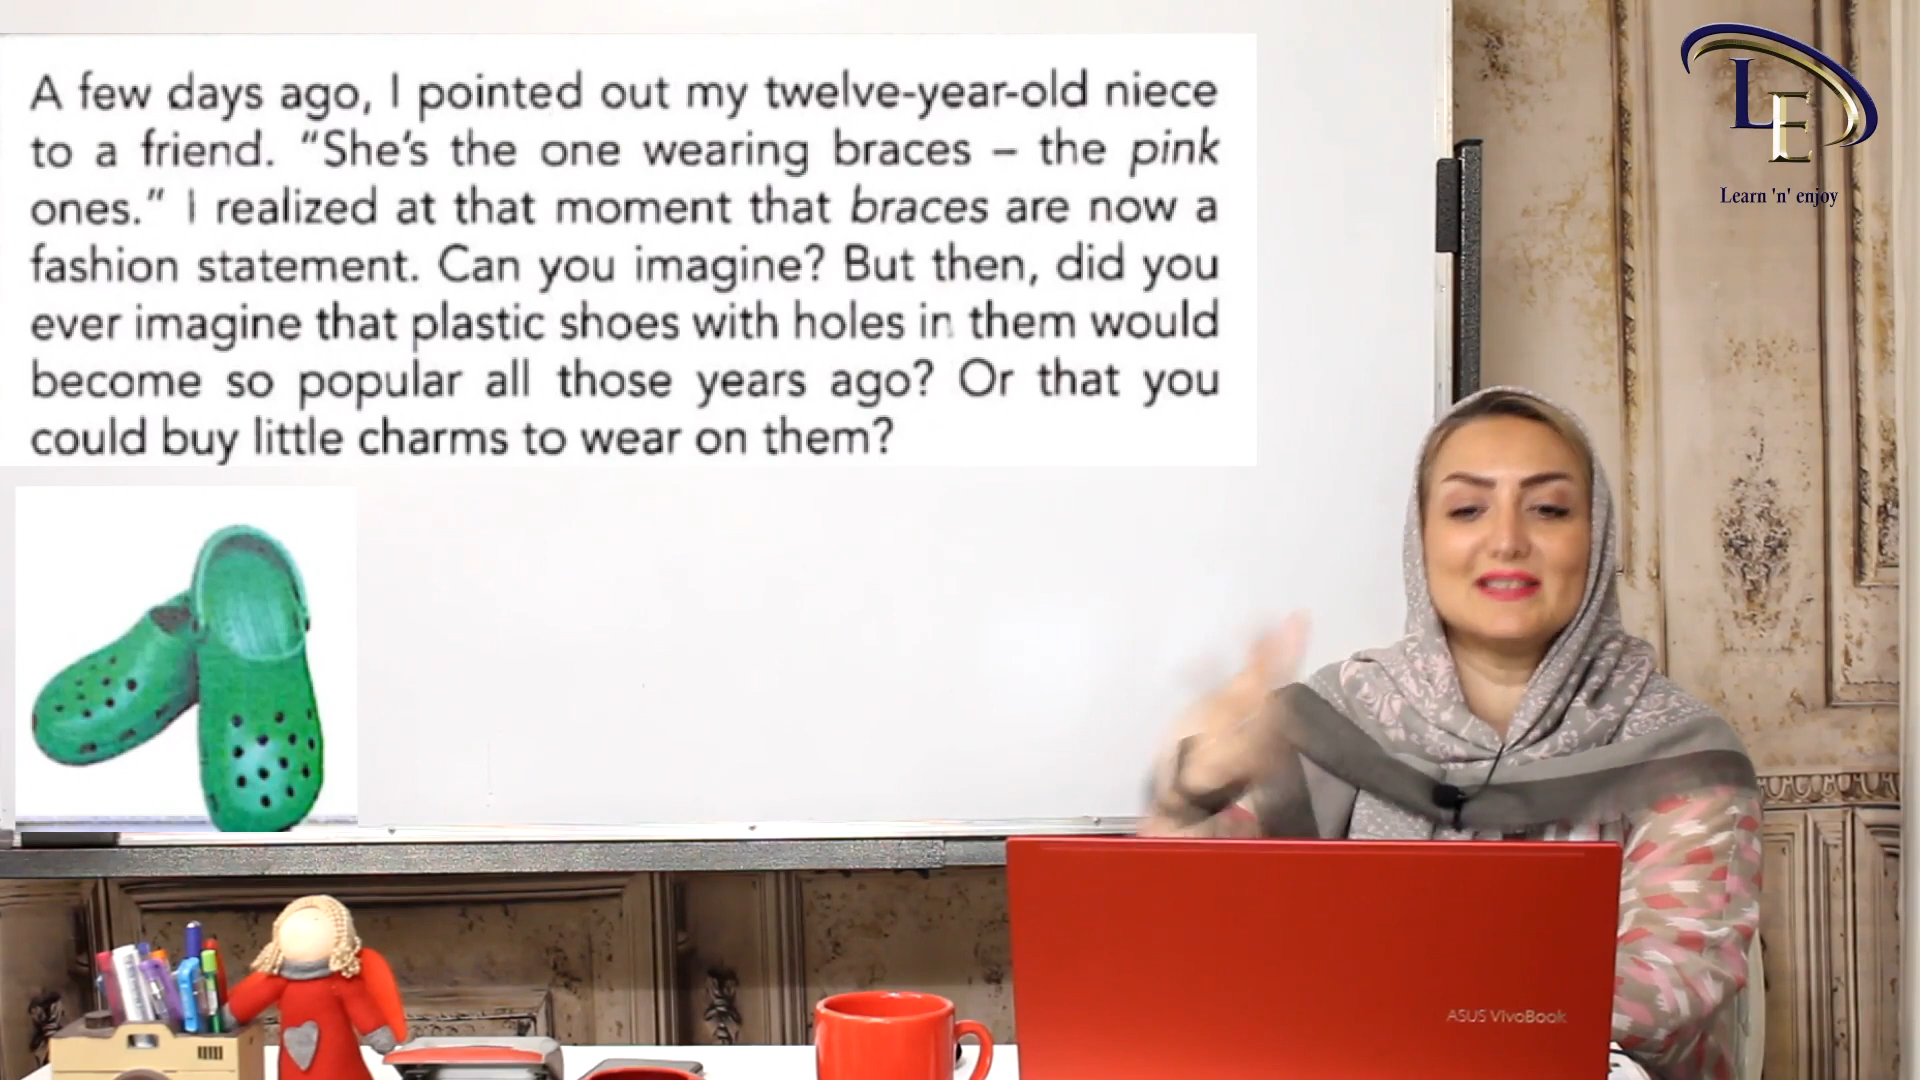 A few days ago, I pointed out my twelve-year-old niece
to a friend. “She’s the one wearing braces – the pink
ones.” I realized at that moment that braces are now a
fashion statement. Can you imagine? But then, did you
ever imagine that plastic shoes with holes in them would
become so popular all those years ago? Or that you
could buy little charms to wear on them?
LE
Learn 'n' enjoy
ASUS VivoBook